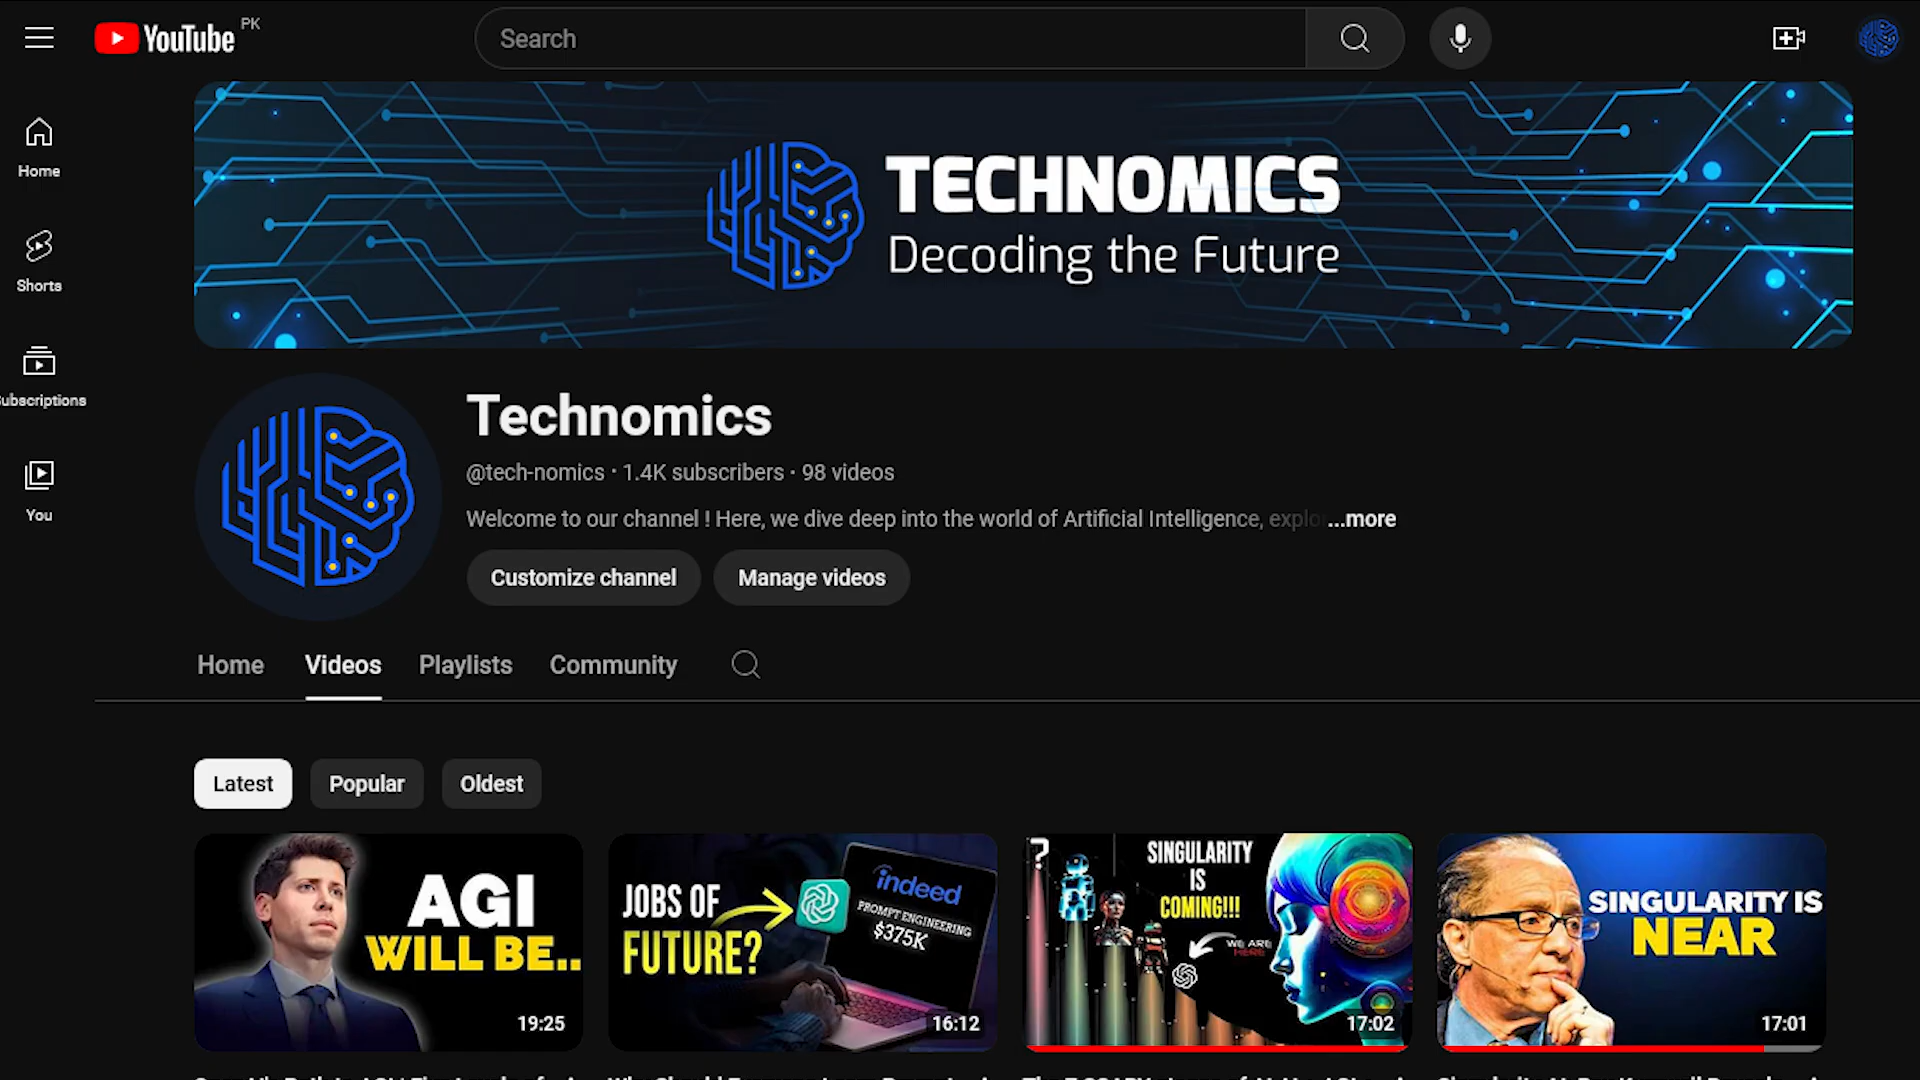 YouTube PK
Search
Home
Shorts
ubscriptions
You
TECHNOMICS
Decoding the Future
Technomics
@tech-nomics · 1.4K subscribers · 98 videos
Welcome to our channel ! Here, we dive deep into the world of Artificial Intelligence, explo ...more
Customize channel
Manage videos
Home Videos Playlists Community
Latest Popular Oldest
AGI
WILL BE..
19:25
JOBS OF
FUTURE?
indeed
PROMPT ENGINEERING
$375K
16:12
?
SINGULARITY
IS
COMING!!!
WE ARE
HERE
17:02
SINGULARITY IS
NEAR
17:01